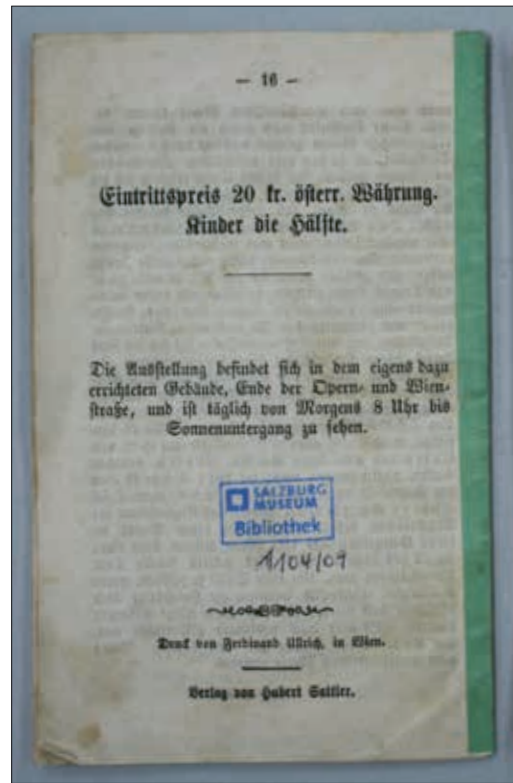 — 16 —
Eintrittspreis 20 kr. österr. Währung.
Kinder die Hälfte.
Die Ausstellung befindet sich in dem eigens dazu
errichteten Gebäude, Ende der Opern- und Wien-
straße, und ist täglich von Morgens 8 Uhr bis
Sonnenuntergang zu sehen.
SALZBURG
MUSEUM
Bibliothek
1104/09
Druck von Ferdinand Ullrich, in Wien.
Verlag von Hubert Sattler.